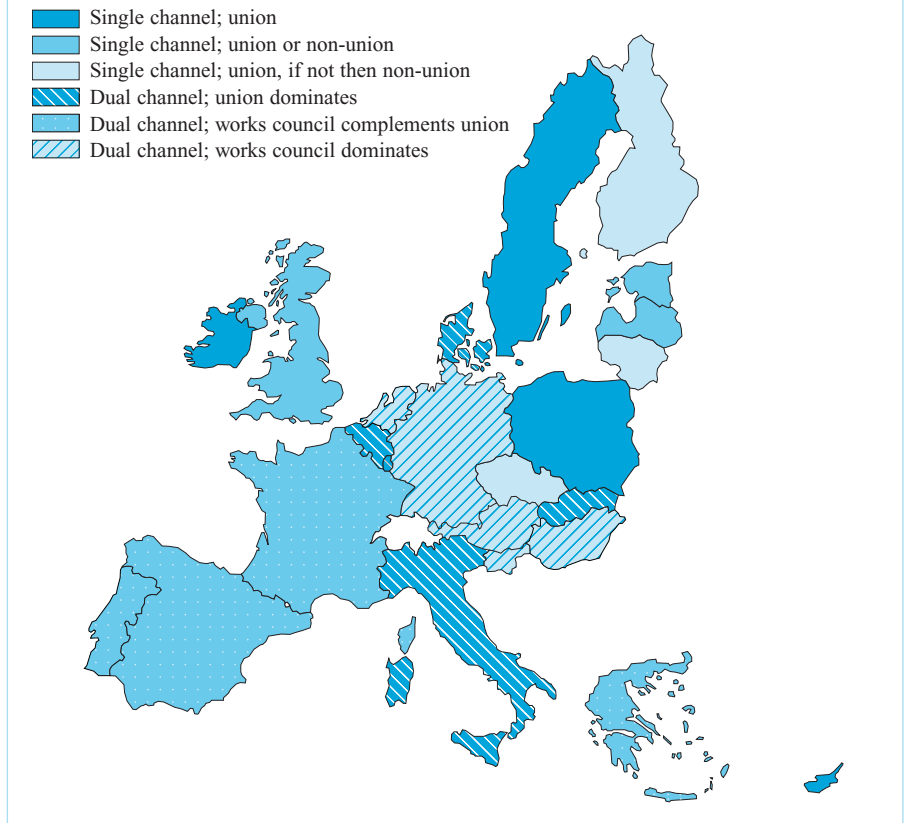 Single channel; union
Single channel; union or non-union
Single channel; union, if not then non-union
Dual channel; union dominates
Dual channel; works council complements union
Dual channel; works council dominates